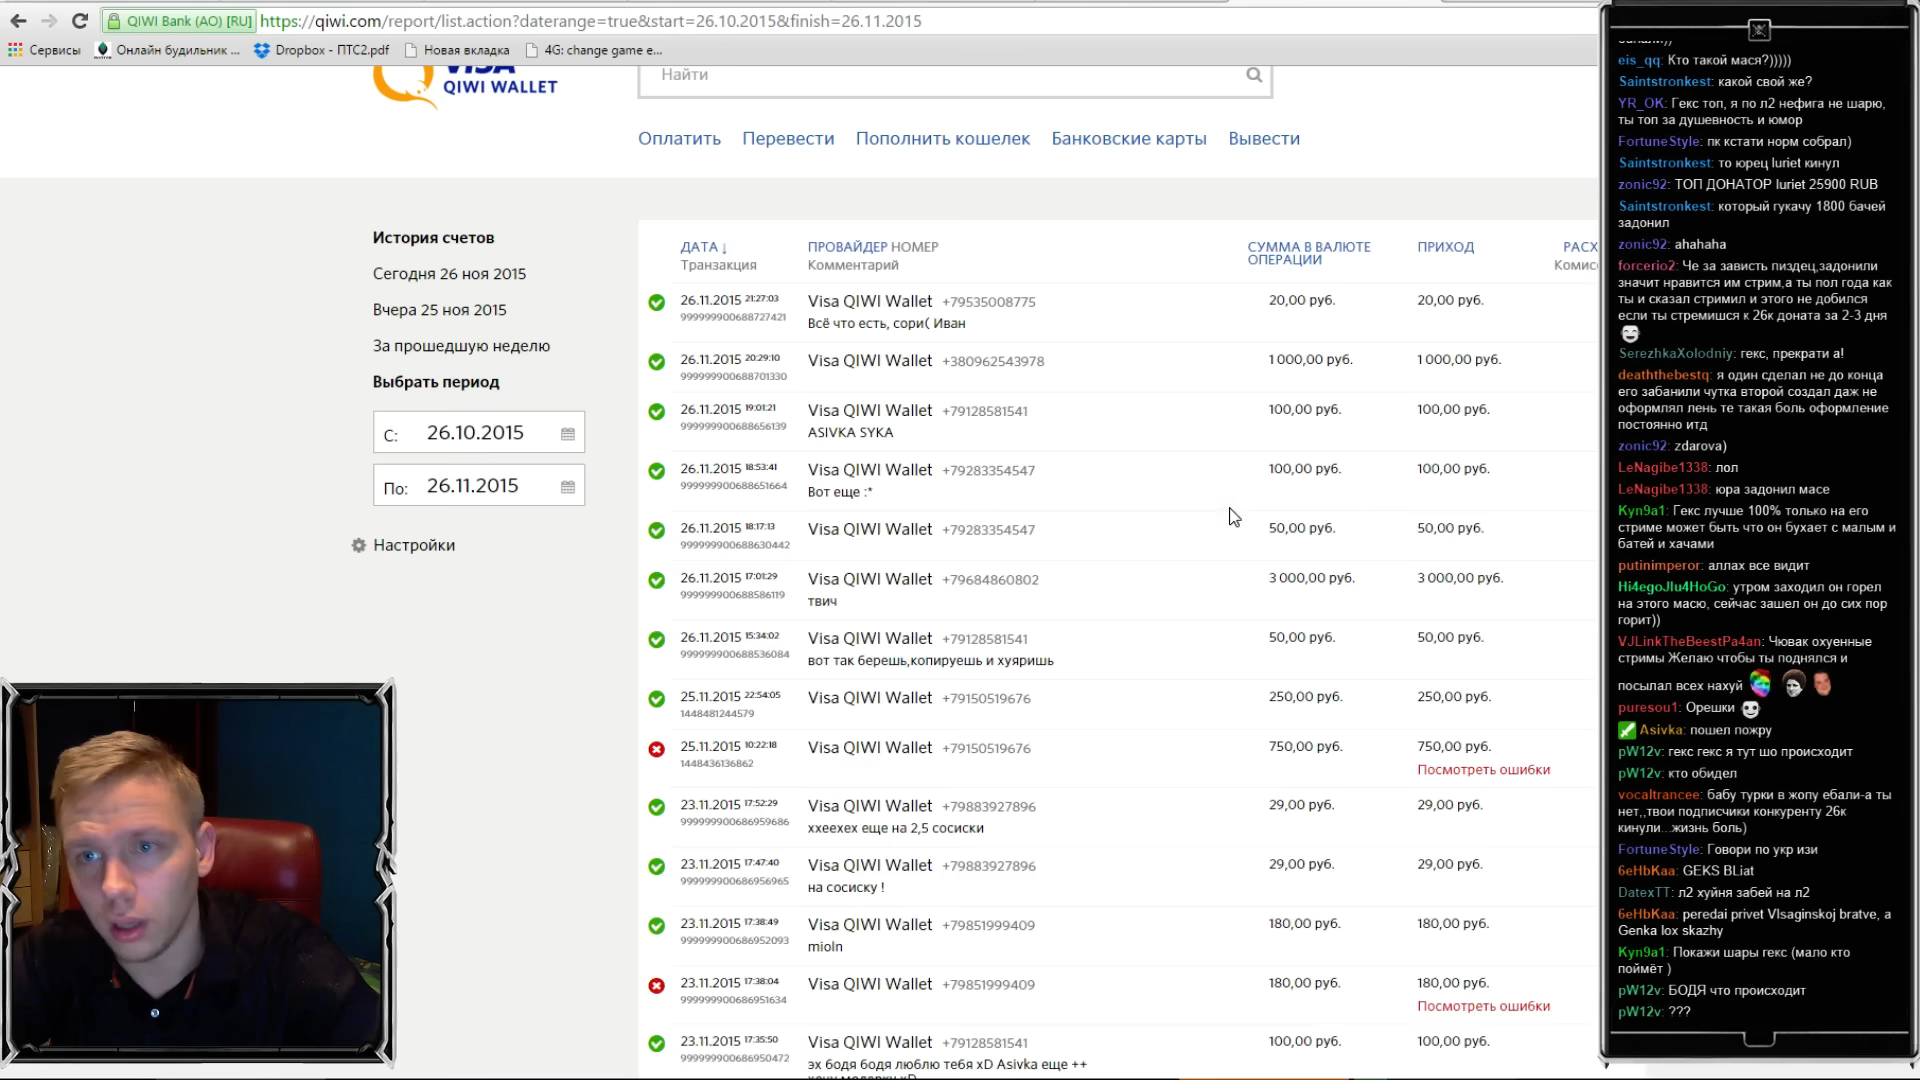 QIWI Bank (AO) [RU] https://qiwi.com/report/list.action?daterange=true&start=26.10.2015&finish=26.11.2015
Сервисы Онлайн будильник ... Dropbox - ПТС2.pdf Новая вкладка 4G: change game e...
VISA
QIWI WALLET
Найти
Оплатить Перевести Пополнить кошелек Банковские карты Вывести
История счетов
Сегодня 26 ноя 2015
Вчера 25 ноя 2015
За прошедшую неделю
Выбрать период
С: 26.10.2015
По: 26.11.2015
Настройки
ДАТА ↓ ПРОВАЙДЕР НОМЕР СУММА В ВАЛЮТЕ ПРИХОД РАСХ
Транзакция Комментарий ОПЕРАЦИИ Комис
26.11.2015 21:27:03 Visa QIWI Wallet +79535008775 20,00 руб. 20,00 руб.
999999900688727421 Всё что есть, сори( Иван
26.11.2015 20:29:10 Visa QIWI Wallet +380962543978 1 000,00 руб. 1 000,00 руб.
999999900688701330
26.11.2015 19:01:21 Visa QIWI Wallet +79128581541 100,00 руб. 100,00 руб.
999999900688656139 ASIVKA SYKA
26.11.2015 18:53:41 Visa QIWI Wallet +79283354547 100,00 руб. 100,00 руб.
999999900688651664 Вот еще :*
26.11.2015 18:17:13 Visa QIWI Wallet +79283354547 50,00 руб. 50,00 руб.
999999900688630442
26.11.2015 17:01:29 Visa QIWI Wallet +79684860802 3 000,00 руб. 3 000,00 руб.
999999900688586119 твич
26.11.2015 15:34:02 Visa QIWI Wallet +79128581541 50,00 руб. 50,00 руб.
999999900688536084 вот так берешь,копируешь и хуяришь
25.11.2015 22:54:05 Visa QIWI Wallet +79150519676 250,00 руб. 250,00 руб.
1448481244579
25.11.2015 10:22:18 Visa QIWI Wallet +79150519676 750,00 руб. 750,00 руб.
1448436136862 Посмотреть ошибки
23.11.2015 17:52:29 Visa QIWI Wallet +79883927896 29,00 руб. 29,00 руб.
999999900686959686 ххеехех еще на 2,5 сосиски
23.11.2015 17:47:40 Visa QIWI Wallet +79883927896 29,00 руб. 29,00 руб.
999999900686956965 на сосиску !
23.11.2015 17:38:49 Visa QIWI Wallet +79851999409 180,00 руб. 180,00 руб.
999999900686952093 mioln
23.11.2015 17:38:04 Visa QIWI Wallet +79851999409 180,00 руб. 180,00 руб.
999999900686951634 Посмотреть ошибки
23.11.2015 17:35:50 Visa QIWI Wallet +79128581541 100,00 руб. 100,00 руб.
999999900686950472 эх бодя бодя люблю тебя xD Asivka еще ++
eis_qq: Кто такой мася?)))))
Saintstronkest: какой свой же?
YR_OK: Гекс топ, я по л2 нефига не шарю,
ты топ за душевность и юмор
FortuneStyle: пк кстати норм собрал)
Saintstronkest: то юрец luriet кинул
zonic92: ТОП ДОНАТОР luriet 25900 RUB
Saintstronkest: который гукачу 1800 бачей
задонил
zonic92: ahahaha
forcerio2: Че за зависть пиздец,задонили
значит нравится им стрим,а ты пол года как
ты и сказал стримил и этого не добился
если ты стремишся к 26к доната за 2-3 дня
SerezhkaXolodniy: гекс, прекрати а!
deaththebestq: я один сделал не до конца
его забанили чутка второй создал даж не
оформлял лень те такая боль оформление
постоянно итд
zonic92: zdarova)
LeNagibe1338: лол
LeNagibe1338: юра задонил масе
Kyn9a1: Гекс лучше 100% только на его
стриме может быть что он бухает с малым и
батей и хачами
putinimperor: аллах все видит
Hi4egoJlu4HoGo: утром заходил он горел
на этого масю, сейчас зашел он до сих пор
горит))
VJLinkTheBeestPa4an: Чювак охуенные
стримы Желаю чтобы ты поднялся и
посылал всех нахуй
puresou1: Орешки
Asivka: пошел пожру
pW12v: гекс гекс я тут шо происходит
pW12v: кто обидел
vocaltrancee: бабу турки в жопу ебали-а ты
нет,,твои подписчики конкуренту 26к
кинули...жизнь боль)
FortuneStyle: Говори по укр изи
6eHbKaa: GEKS BLiat
DatexTT: л2 хуйня забей на л2
6eHbKaa: peredai privet VIsaginskoj bratve, a
Genka lox skazhy
Kyn9a1: Покажи шары гекс (мало кто
поймёт )
pW12v: БОДЯ что происходит
pW12v: ???